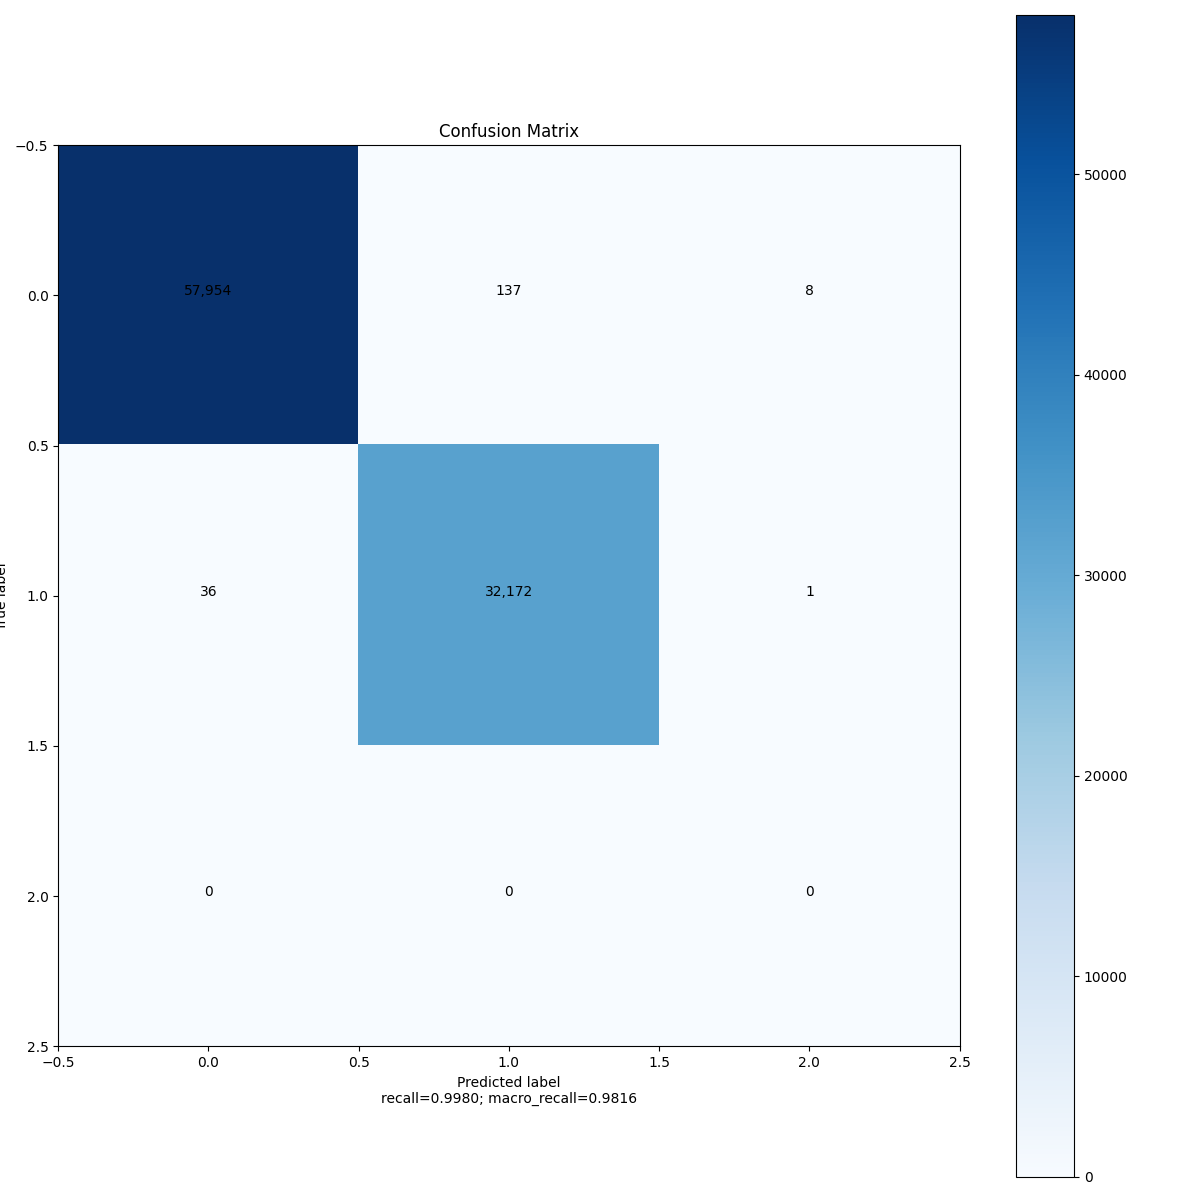 Confusion Matrix
−0.5
0.0
0.5
1.0
1.5
2.0
2.5
57,954 137 8
36 32,172 1
0 0 0
−0.5 0.0 0.5 1.0 1.5 2.0 2.5
True label
Predicted label
recall=0.9980; macro_recall=0.9816
50000
40000
30000
20000
10000
0